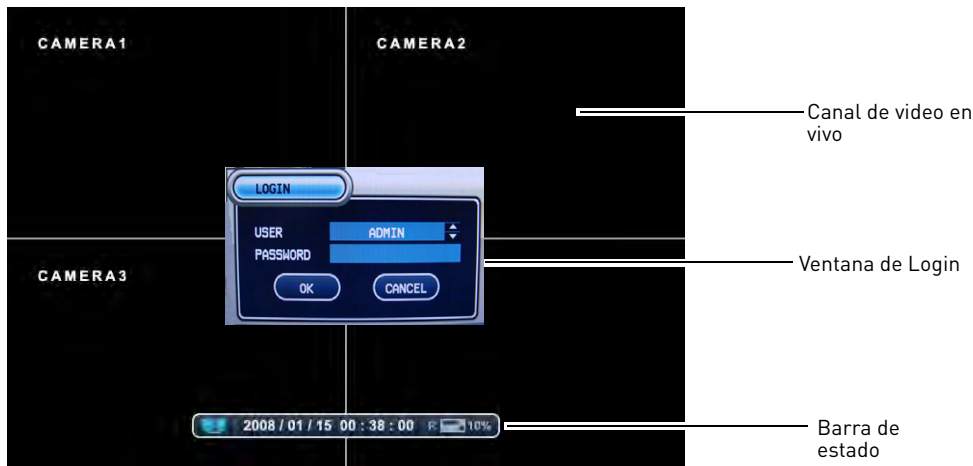 CAMERA1
CAMERA2
Canal de video en
vivo
LOGIN
USER ADMIN
PASSWORD
OK CANCEL
Ventana de Login
CAMERA3
2008 / 01 / 15 00 : 38 : 00 R 10%
Barra de
estado